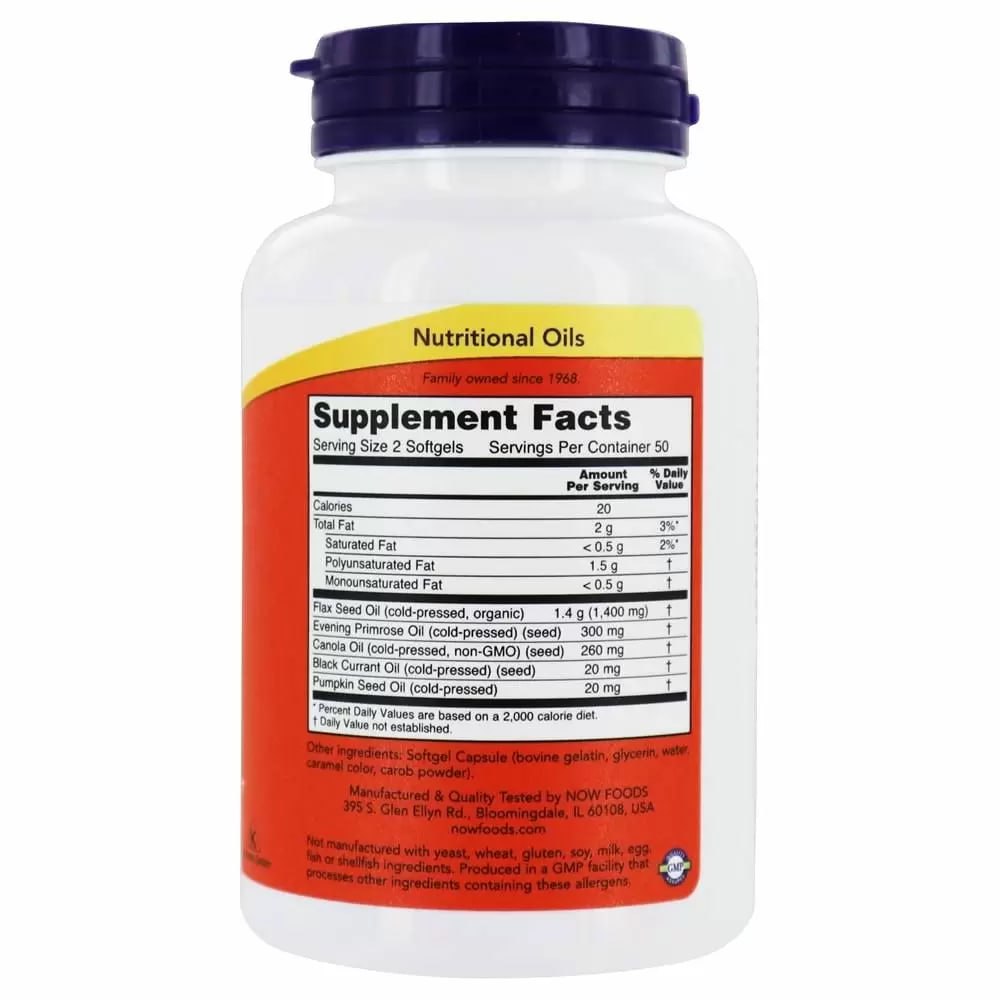 Nutritional Oils
Family owned since 1968.
Supplement Facts
Serving Size 2 Softgels Servings Per Container 50
Amount Per Serving % Daily Value
Calories 20
Total Fat 2 g 3%*
Saturated Fat < 0.5 g 2%*
Polyunsaturated Fat 1.5 g †
Monounsaturated Fat < 0.5 g †
Flax Seed Oil (cold-pressed, organic) 1.4 g (1,400 mg) †
Evening Primrose Oil (cold-pressed) (seed) 300 mg †
Canola Oil (cold-pressed, non-GMO) (seed) 260 mg †
Black Currant Oil (cold-pressed) (seed) 20 mg †
Pumpkin Seed Oil (cold-pressed) 20 mg †
* Percent Daily Values are based on a 2,000 calorie diet.
† Daily Value not established.
Other ingredients: Softgel Capsule (bovine gelatin, glycerin, water,
caramel color, carob powder).
Manufactured & Quality Tested by NOW FOODS
395 S. Glen Ellyn Rd., Bloomingdale, IL 60108, USA
nowfoods.com
Not manufactured with yeast, wheat, gluten, soy, milk, egg,
fish or shellfish ingredients. Produced in a GMP facility that
processes other ingredients containing these allergens.
GMP
K